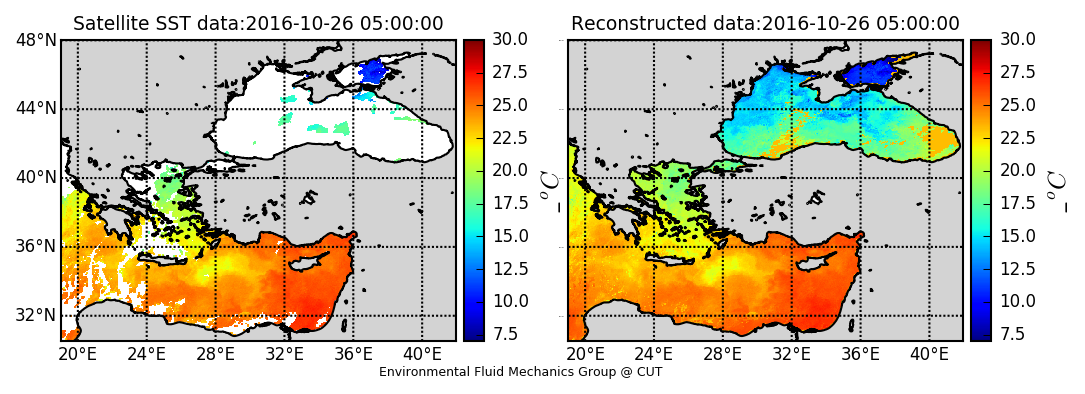 Satellite SST data:2016-10-26 05:00:00
48°N
44°N
40°N
36°N
32°N
20°E 24°E 28°E 32°E 36°E 40°E
30.0
27.5
25.0
22.5
20.0
17.5
15.0
12.5
10.0
7.5
_°C
Reconstructed data:2016-10-26 05:00:00
20°E 24°E 28°E 32°E 36°E 40°E
30.0
27.5
25.0
22.5
20.0
17.5
15.0
12.5
10.0
7.5
_°C
Environmental Fluid Mechanics Group @ CUT